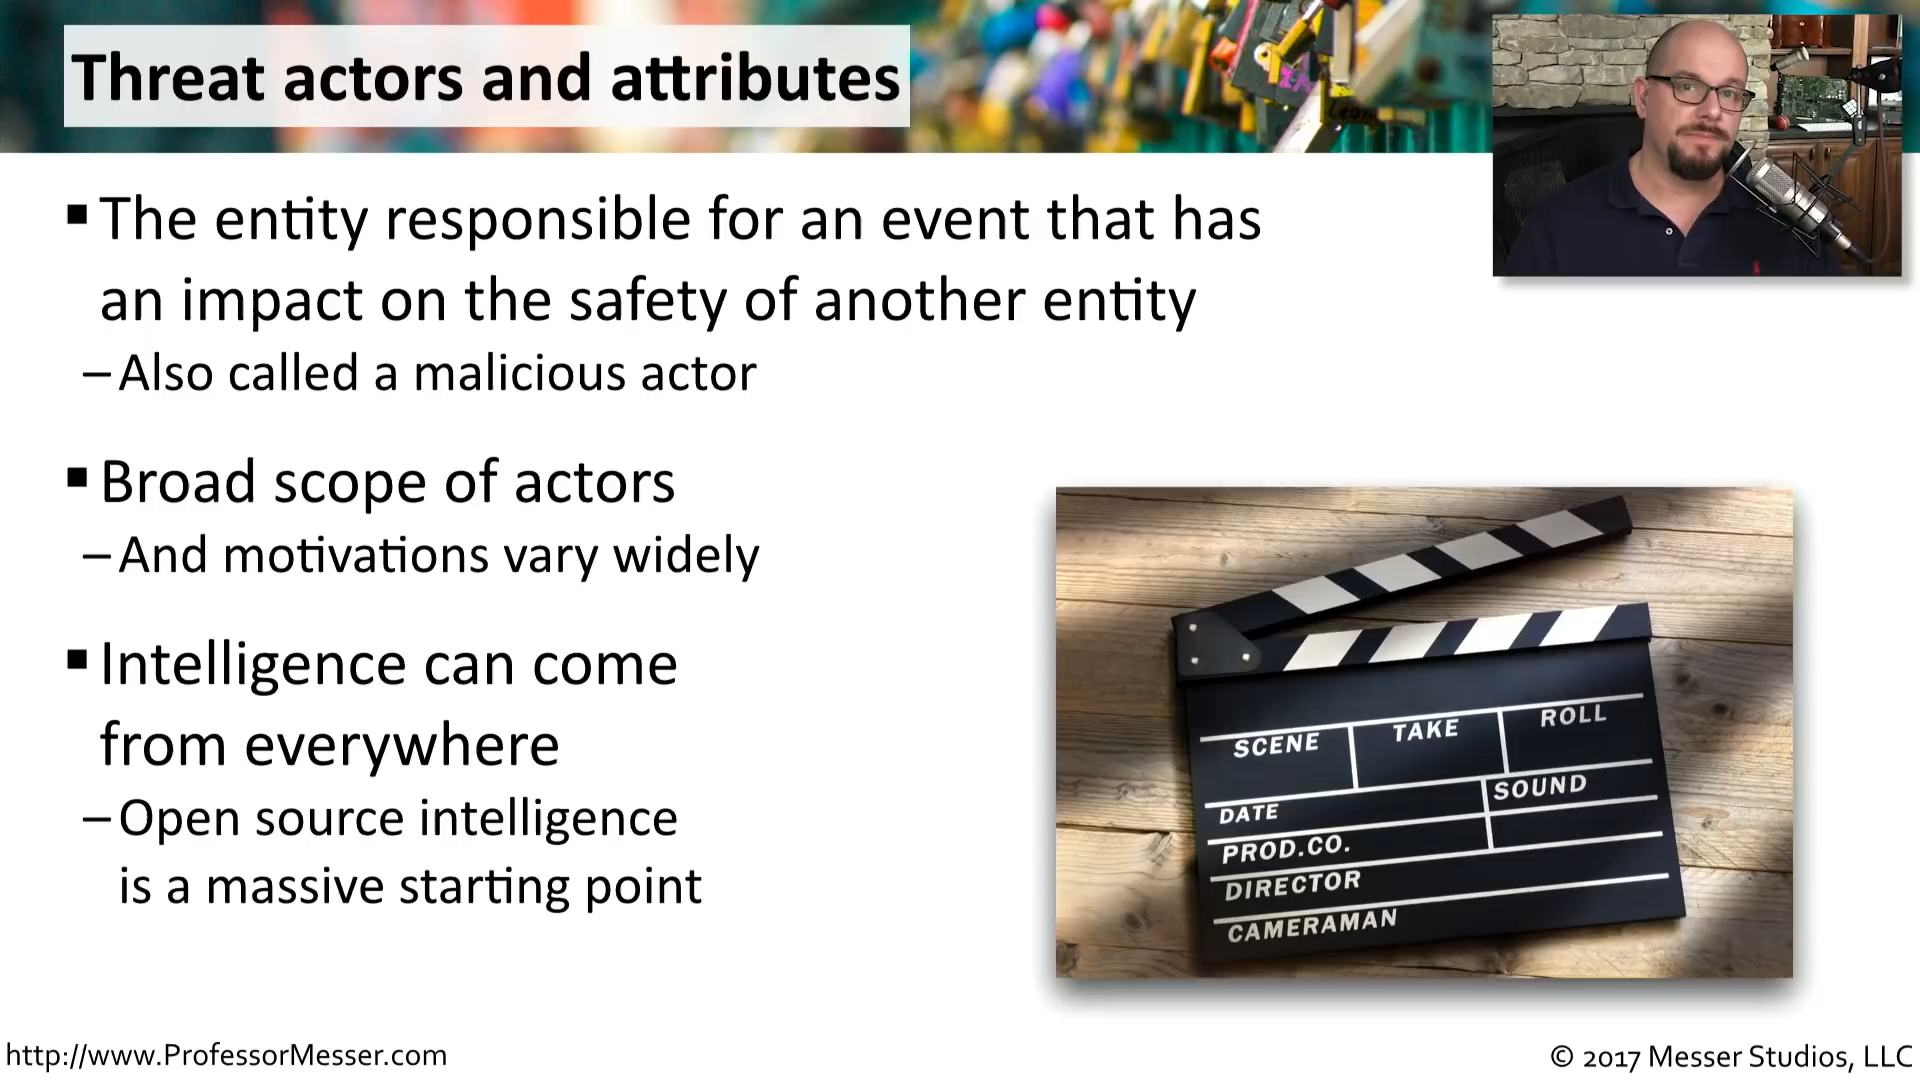 Threat actors and attributes
▪ The entity responsible for an event that has
an impact on the safety of another entity
– Also called a malicious actor
▪ Broad scope of actors
– And motivations vary widely
▪ Intelligence can come
from everywhere
– Open source intelligence
is a massive starting point
SCENE TAKE ROLL
DATE SOUND
PROD.CO.
DIRECTOR
CAMERAMAN
http://www.ProfessorMesser.com
© 2017 Messer Studios, LLC